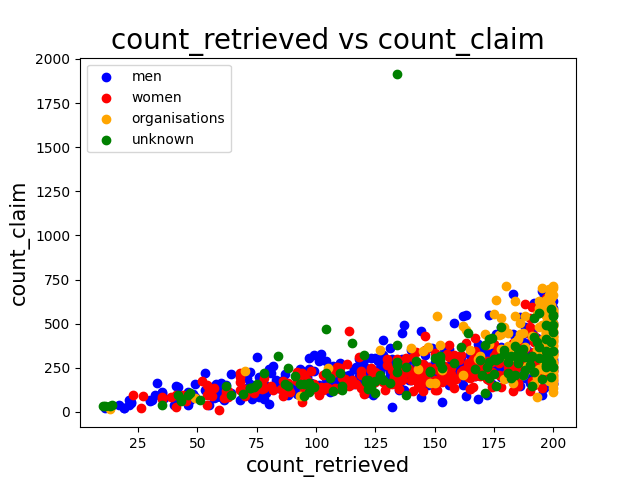 count_retrieved vs count_claim
men
women
organisations
unknown
2000
1750
1500
1250
1000
750
500
250
0
count_claim
25
50
75
100
125
150
175
200
count_retrieved